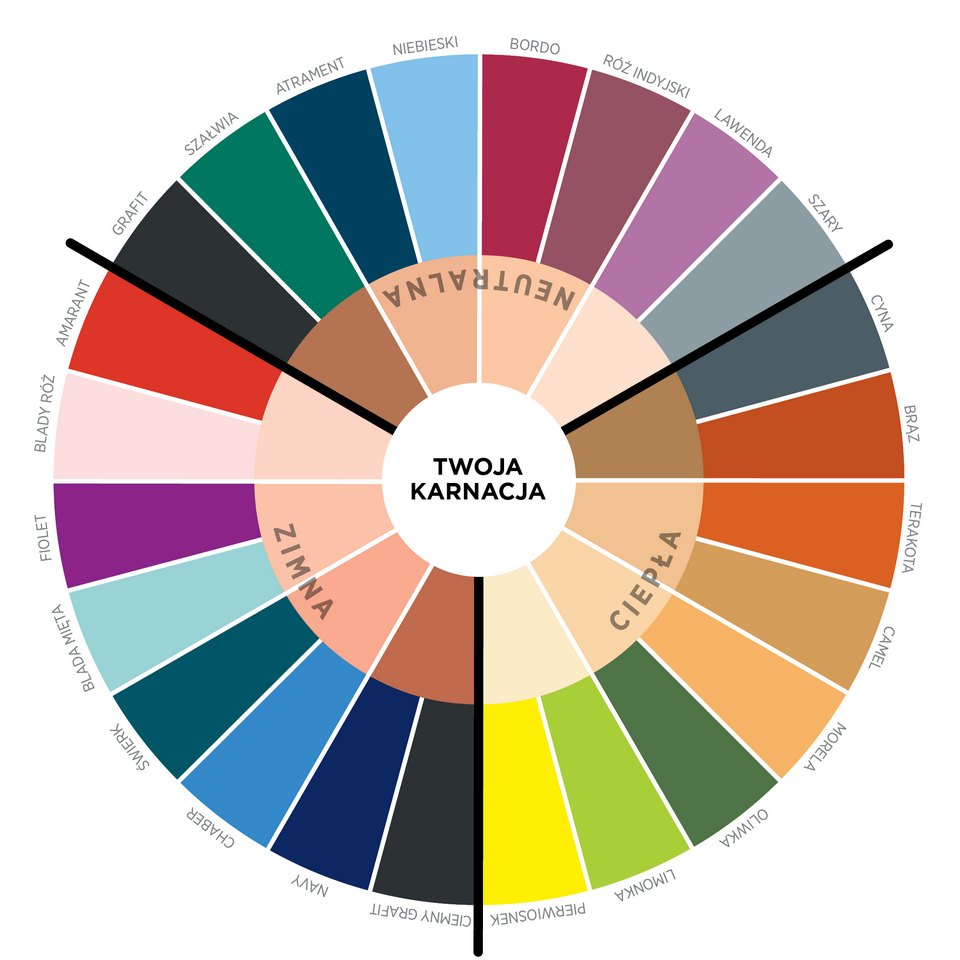 NIEBIESKI
BORDO
RÓŻ INDYJSKI
LAWENDA
SZARY
CYNA
BRĄZ
TERAKOTA
CAMEL
MORELA
OLIWKA
LIMONKA
PIERWIOSNEK
CIEMNY GRAFIT
NAVY
CHABER
ŚWIERK
BLADA MIĘTA
FIOLET
BLADY RÓŻ
AMARANT
GRAFIT
SZAŁWIA
ATRAMENT
NEUTRALNA
CIEPŁA
ZIMNA
TWOJA
KARNACJA